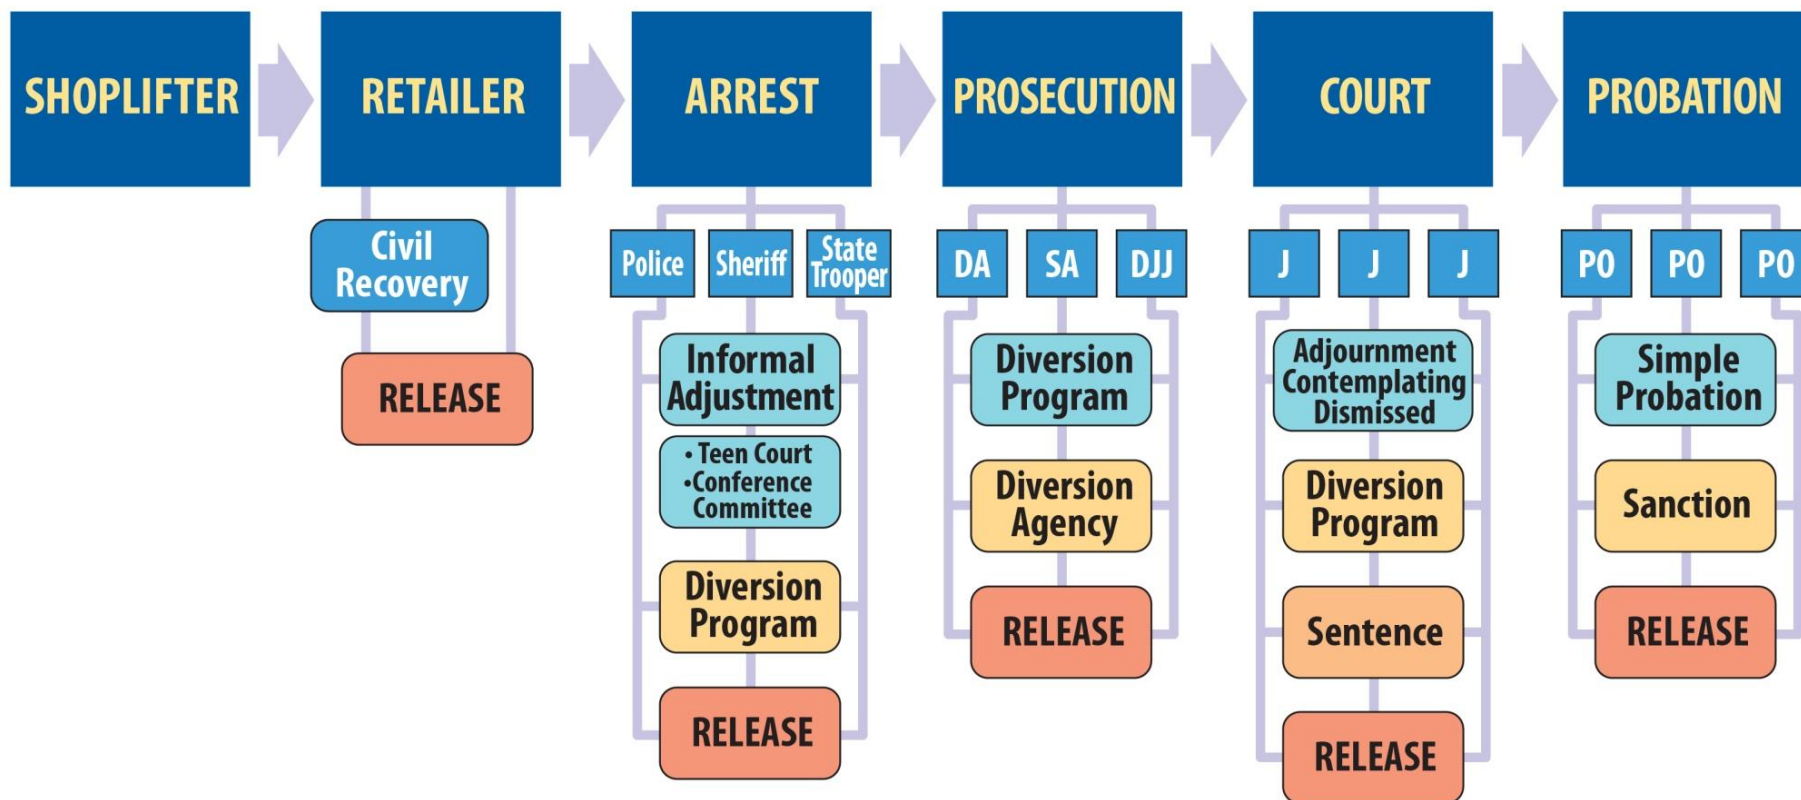 SHOPLIFTER
RETAILER
ARREST
PROSECUTION
COURT
PROBATION
Civil
Recovery
RELEASE
Police
Sheriff
State
Trooper
Informal
Adjustment
• Teen Court
•Conference
Committee
Diversion
Program
RELEASE
DA
SA
DJJ
Diversion
Program
Diversion
Agency
RELEASE
J
J
J
Adjournment
Contemplating
Dismissed
Diversion
Program
Sentence
RELEASE
PO
PO
PO
Simple
Probation
Sanction
RELEASE